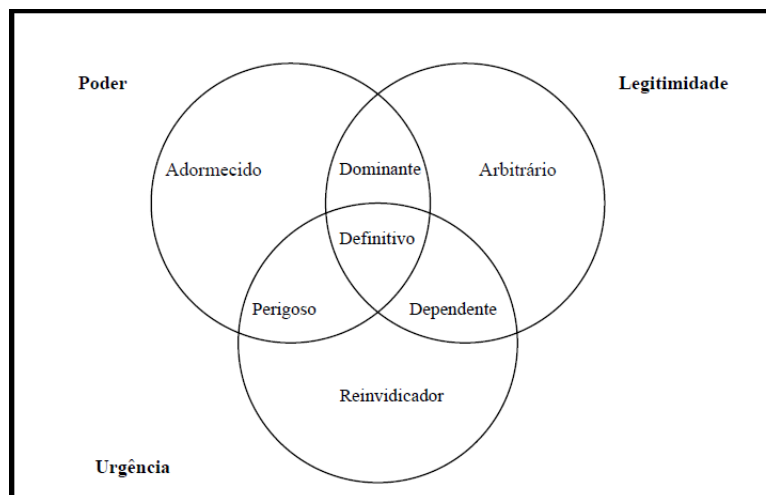 Poder
Legitimidade
Adormecido
Dominante
Arbitrário
Definitivo
Perigoso
Dependente
Reinvidicador
Urgência